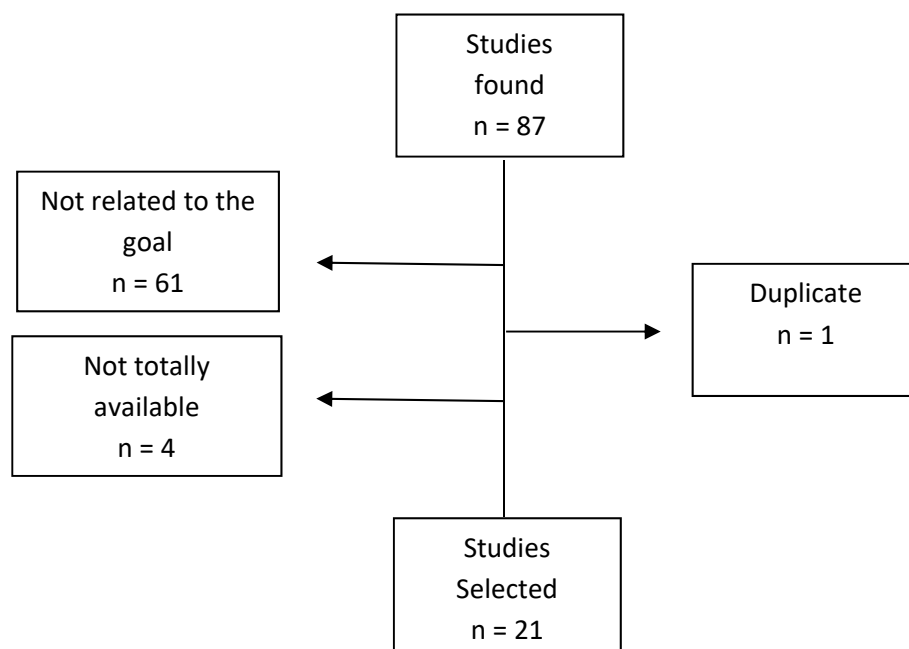 Studies
found
n = 87
Not related to the
goal
n = 61
Duplicate
n = 1
Not totally
available
n = 4
Studies
Selected
n = 21